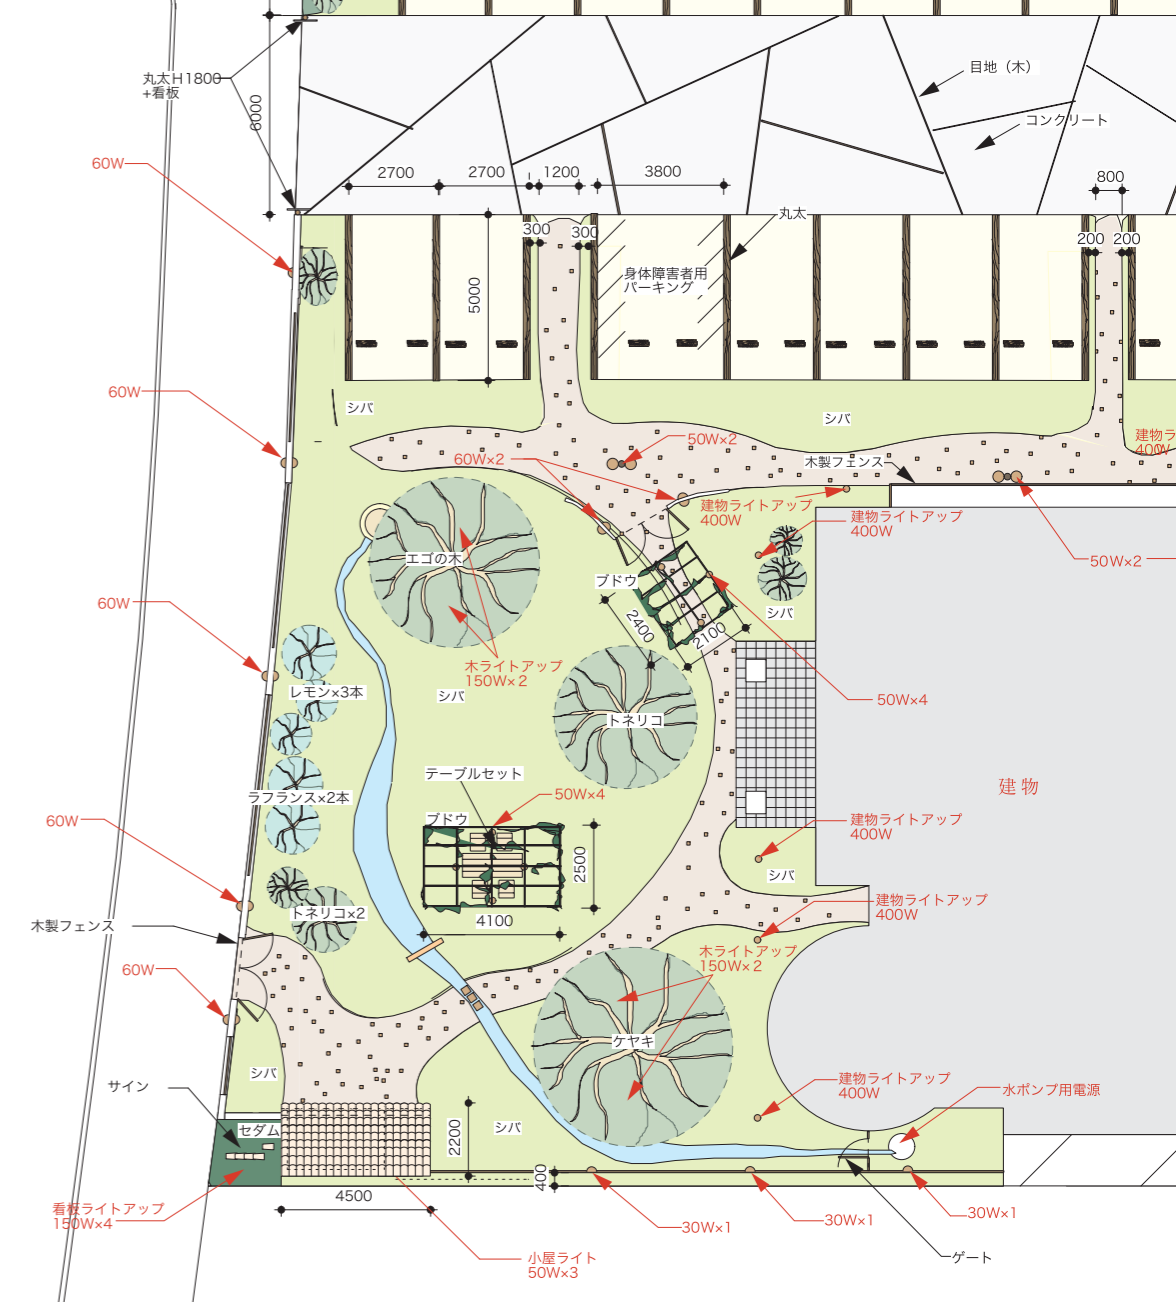 丸太H1800
+看板
6000
目地（木）
コンクリート
60W
2700
2700
1200
3800
800
丸太
300
300
200
200
身体障害者用
パーキング
5000
60W
シバ
シバ
50W×2
60W×2
木製フェンス
建物ラ
400W
建物ライトアップ
400W
建物ライトアップ
400W
50W×2
エゴの木
ブドウ
シバ
60W
2400
2100
木ライトアップ
150W×2
レモン×3本
シバ
50W×4
トネリコ
テーブルセット
建物
ラフランス×2本
50W×4
60W
ブドウ
建物ライトアップ
400W
2500
シバ
トネリコ×2
4100
建物ライトアップ
400W
木製フェンス
木ライトアップ
150W×2
60W
ケヤキ
シバ
サイン
建物ライトアップ
400W
水ポンプ用電源
セダム
2200
シバ
400
4500
看板ライトアップ
150W×4
30W×1
30W×1
30W×1
小屋ライト
50W×3
ゲート